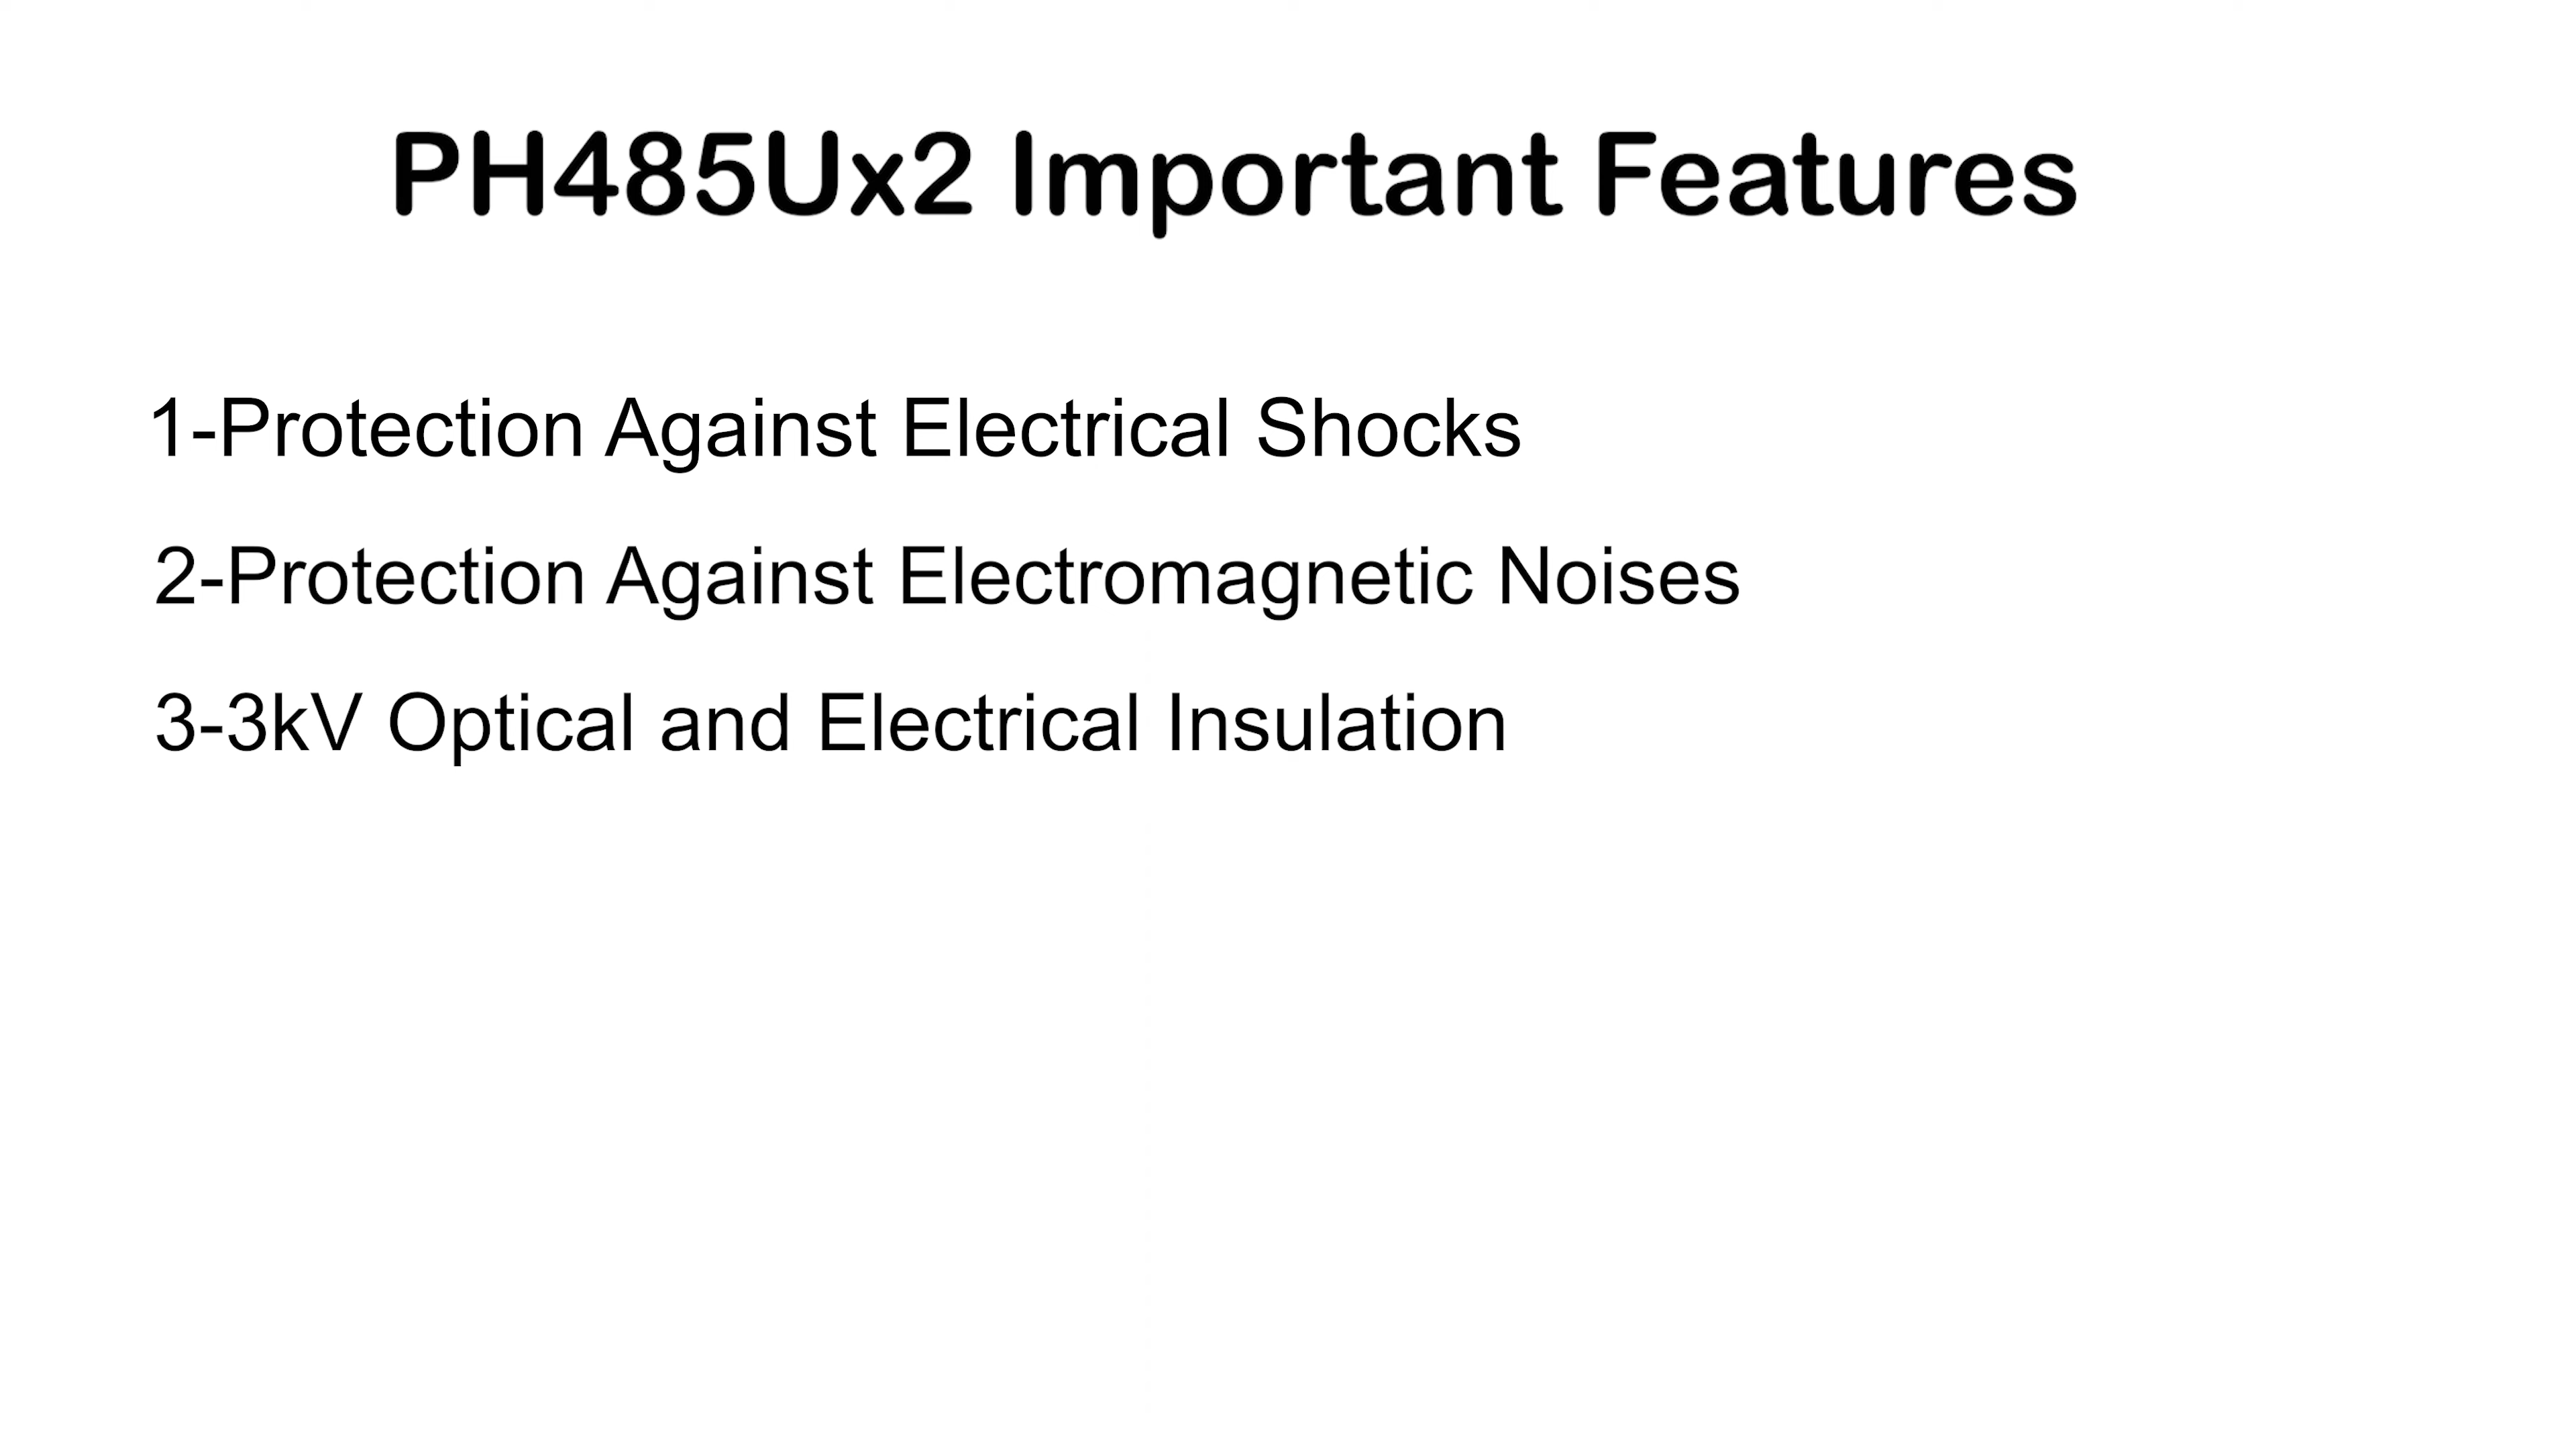 PH485Ux2 Important Features
1-Protection Against Electrical Shocks
2-Protection Against Electromagnetic Noises
3-3kV Optical and Electrical Insulation